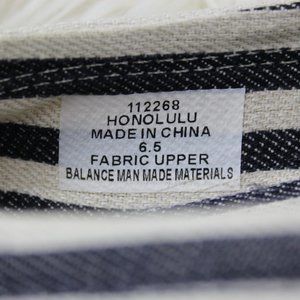 112268
HONOLULU
MADE IN CHINA
6.5
FABRIC UPPER
BALANCE MAN MADE MATERIALS